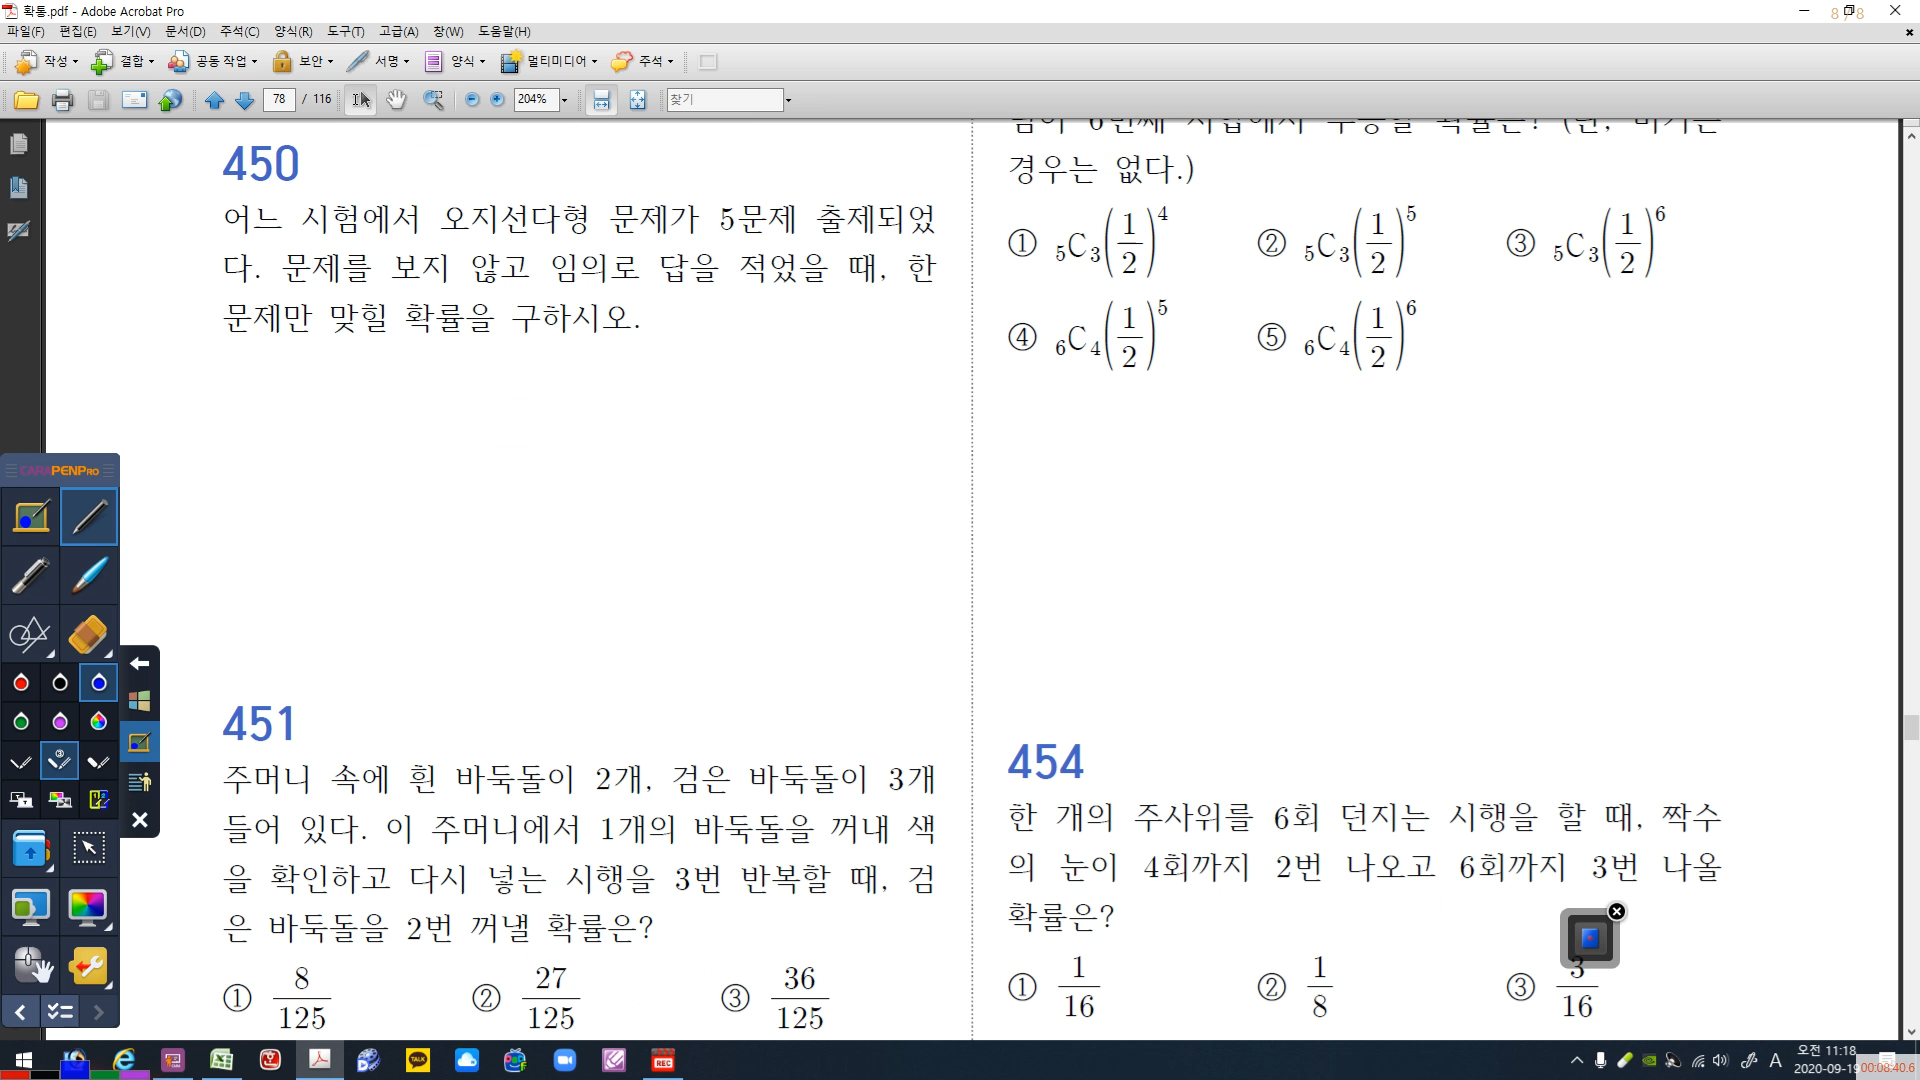 확통.pdf - Adobe Acrobat Pro
파일(F) 편집(E) 보기(V) 문서(D) 주석(C) 양식(R) 도구(T) 고급(A) 창(W) 도움말(H)
작성 결합 공동 작업 보안 서명 양식 멀티미디어 주석
78 / 116 204% 찾기
450
어느 시험에서 오지선다형 문제가 5문제 출제되었
다. 문제를 보지 않고 임의로 답을 적었을 때, 한
문제만 맞힐 확률을 구하시오.
451
주머니 속에 흰 바둑돌이 2개, 검은 바둑돌이 3개
들어 있다. 이 주머니에서 1개의 바둑돌을 꺼내 색
을 확인하고 다시 넣는 시행을 3번 반복할 때, 검
은 바둑돌을 2번 꺼낼 확률은?
① 8/125 ② 27/125 ③ 36/125
경우는 없다.)
① ₅C₃(1/2)⁴ ② ₅C₃(1/2)⁵ ③ ₅C₃(1/2)⁶
④ ₆C₄(1/2)⁵ ⑤ ₆C₄(1/2)⁶
454
한 개의 주사위를 6회 던지는 시행을 할 때, 짝수
의 눈이 4회까지 2번 나오고 6회까지 3번 나올
확률은?
① 1/16 ② 1/8 ③ 3/16
CARAPENPRO
TALK
REC
A
오전 11:18
2020-09-19
00:08:40.6